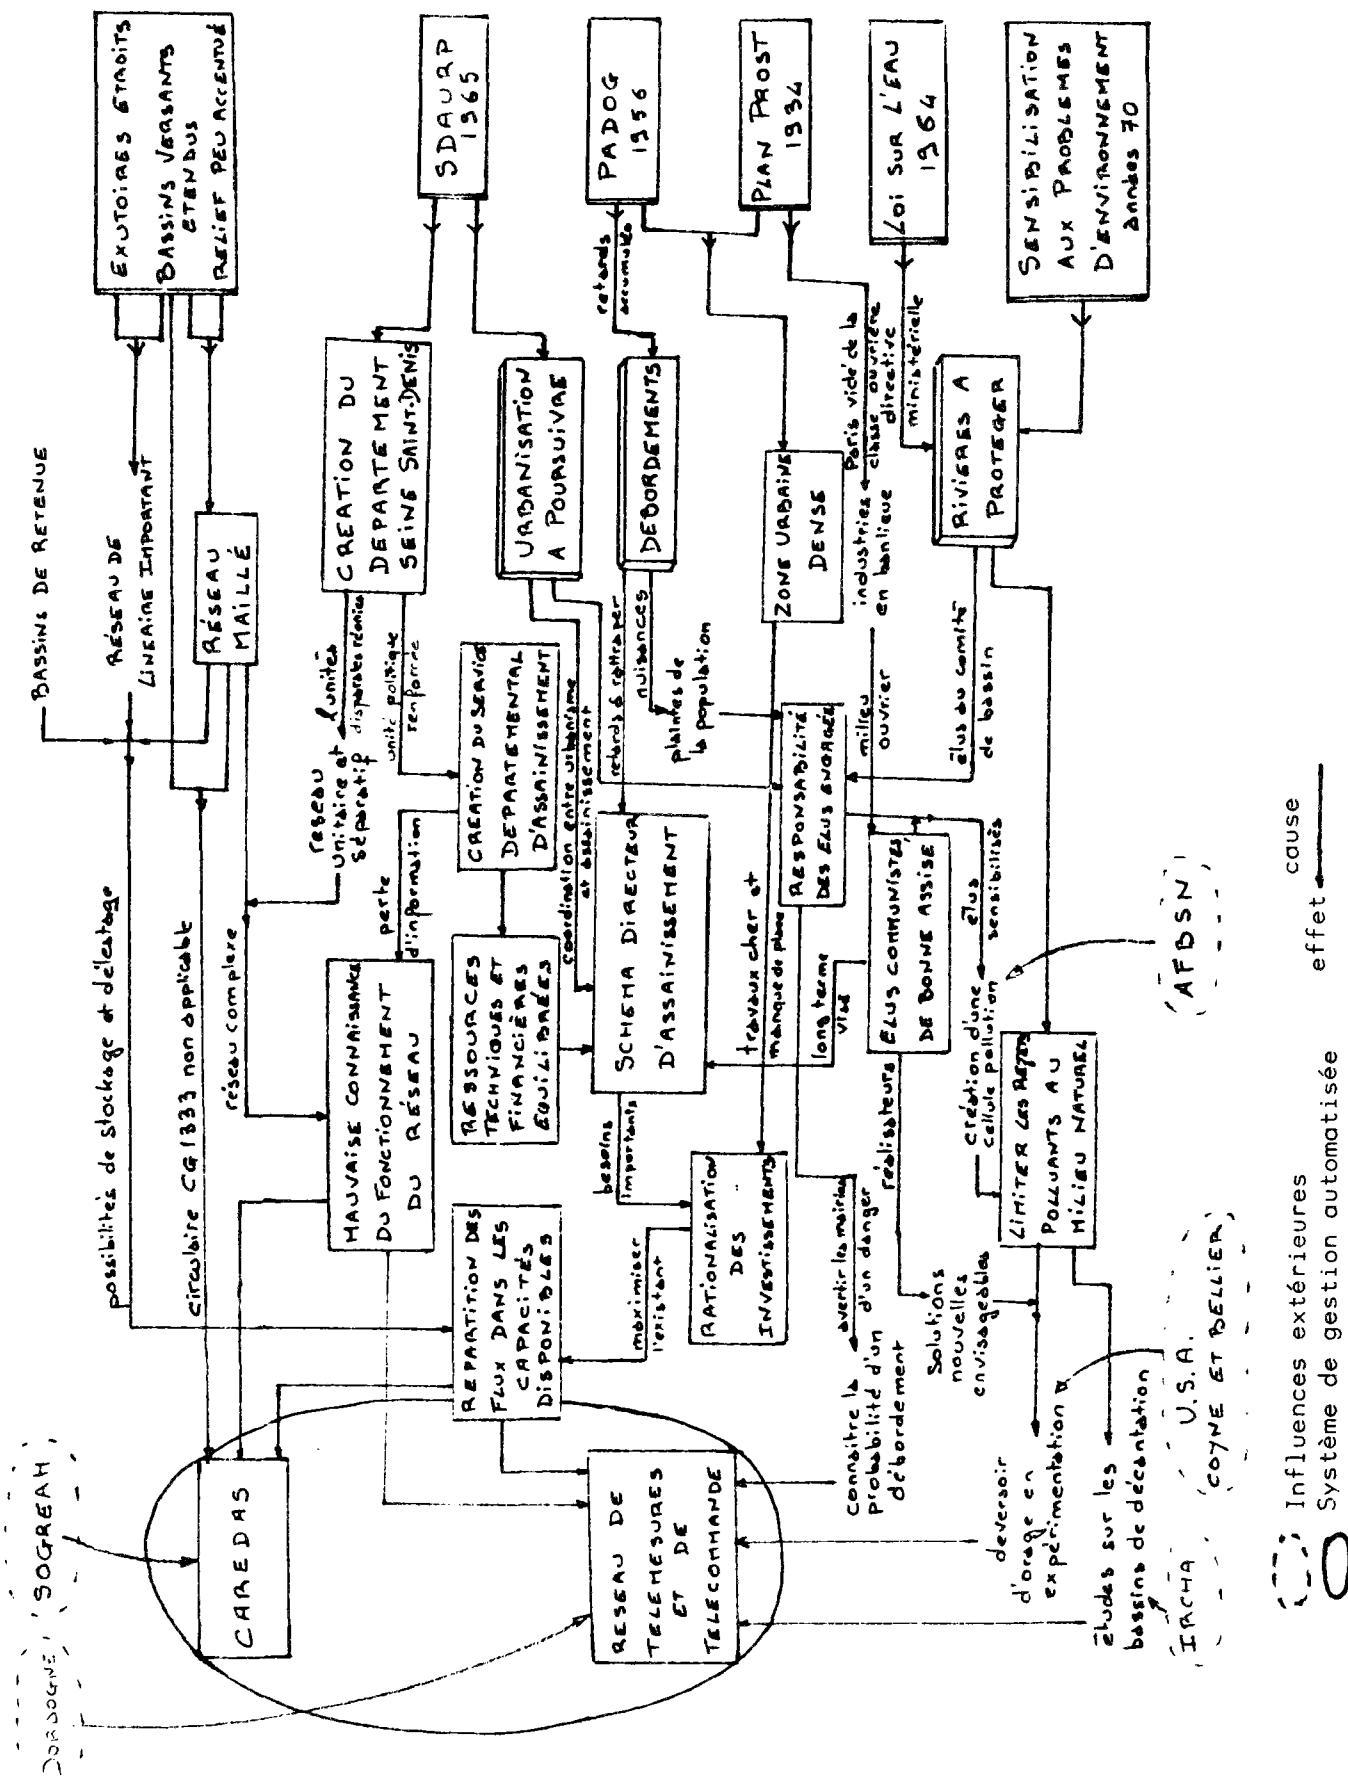 EXUTOIRES ETROITS
BASSINS VERSANTS
ETENDUS
RELIEF PEU ACCENTUÉ
SDAURP
1965
PADOG
1956
PLAN PROST
1934
LOI SUR L'EAU
1964
SENSIBILISATION
AUX PROBLEMES
D'ENVIRONNEMENT
années 70
BASSINS DE RETENUE
RÉSEAU DE
LINEAIRE IMPORTANT
RÉSEAU
MAILLÉ
CREATION DU
DEPARTEMENT
SEINE SAINT-DENIS
URBANISATION
A POURSUIVRE
retards
accumulés
DEBORDEMENTS
ZONE URBAINE
DENSE
Paris vidé de la
classe ouvrière
industries
en banlieue
directive
ministérielle
RIVIERES A
PROTEGER
réseau
unitaire et
séparatif
2 unités
disparates réunies
unité politique
renforcée
CREATION DU SERVICE
DEPARTEMENTAL
D'ASSAINISSEMENT
coordination entre urbanisme
et assainissement
retards à rattraper
nuisances
plaintes de
la population
RESPONSABILITÉ
DES ELUS ENGAGÉE
milieu
ouvrier
élus au comité
de bassin
possibilités de stockage et délestage
circulaire CG1333 non applicable
réseau complexe
perte
d'information
MAUVAISE CONNAISSANCE
DU FONCTIONNEMENT
DU RÉSEAU
RESSOURCES
TECHNIQUES ET
FINANCIÈRES
EQUILIBRÉES
SCHEMA DIRECTEUR
D'ASSAINISSEMENT
travaux cher et
manque de place
long terme
visé
ELUS COMMUNISTES
DE BONNE ASSISE
élus
sensibilisés
création d'une
cellule pollution
AFBSN
REPARTITION DES
FLUX DANS LES
CAPACITÉS
DISPONIBLES
besoins
importants
maximiser
l'existant
RATIONALISATION
DES
INVESTISSEMENTS
avertir les mairies
d'un danger
réalisateurs
Solutions
nouvelles
envisageables
LIMITER LES REJETS
POLLUANTS AU
MILIEU NATUREL
DORDOGNE
SOGREAH
CAREDAS
RESEAU DE
TELEMESURES
ET DE
TELECOMMANDE
connaitre la
probabilité d'un
débordement
deversoir
d'orage en
expérimentation
études sur les
bassins de décantation
IRCHA
U.S.A.
COYNE ET BELLIER
Influences extérieures
Système de gestion automatisée
effet
cause